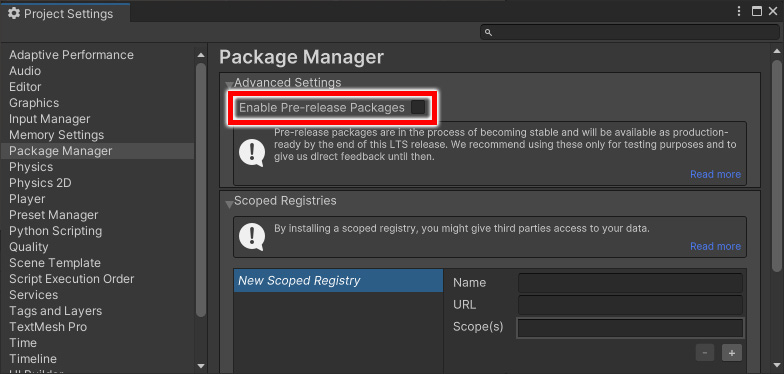 Project Settings
Adaptive Performance
Audio
Editor
Graphics
Input Manager
Memory Settings
Package Manager
Physics
Physics 2D
Player
Preset Manager
Python Scripting
Quality
Scene Template
Script Execution Order
Services
Tags and Layers
TextMesh Pro
Time
Timeline
UI Builder
Package Manager
Advanced Settings
Enable Pre-release Packages
Pre-release packages are in the process of becoming stable and will be available as production-
ready by the end of this LTS release. We recommend using these only for testing purposes and to
give us direct feedback until then.
Read more
Scoped Registries
By installing a scoped registry, you might give third parties access to your data.
Read more
New Scoped Registry
Name
URL
Scope(s)
- +